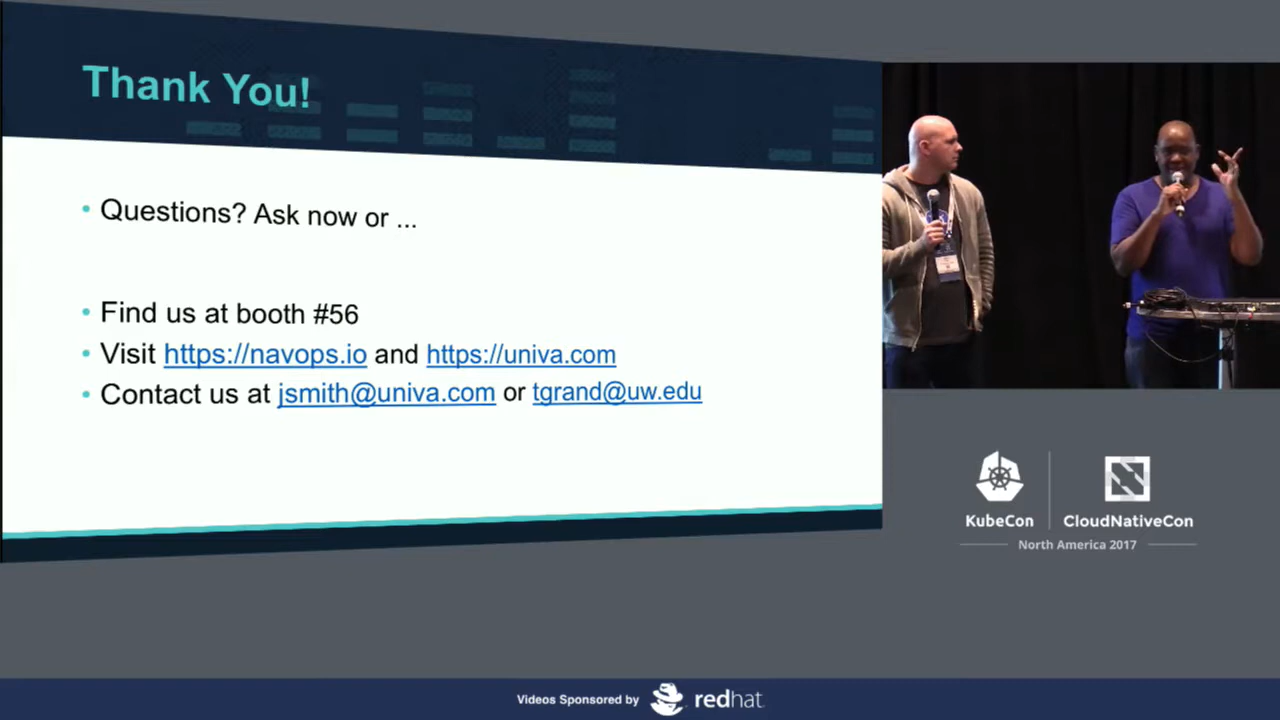 Thank You!
• Questions? Ask now or ...
• Find us at booth #56
• Visit https://navops.io and https://univa.com
• Contact us at jsmith@univa.com or tgrand@uw.edu
KubeCon
CloudNativeCon
North America 2017
Videos Sponsored by redhat